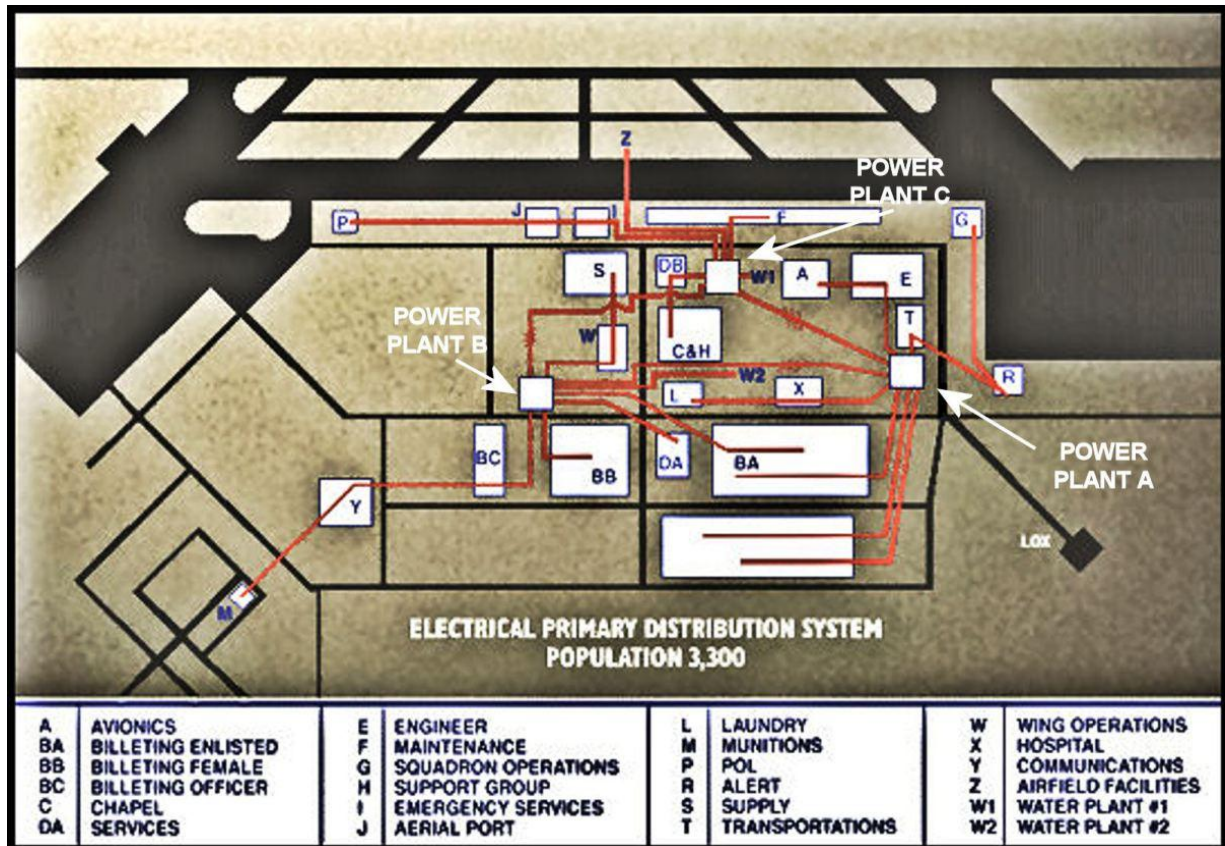 Z
POWER
PLANT C
P
J
I
F
G
S
DB
W1
A
E
POWER
PLANT B
W
C&H
T
L
W2
X
R
BC
BB
DA
BA
POWER
PLANT A
Y
LOX
M
ELECTRICAL PRIMARY DISTRIBUTION SYSTEM
POPULATION 3,300
A AVIONICS
BA BILLETING ENLISTED
BB BILLETING FEMALE
BC BILLETING OFFICER
C CHAPEL
DA SERVICES
E ENGINEER
F MAINTENANCE
G SQUADRON OPERATIONS
H SUPPORT GROUP
I EMERGENCY SERVICES
J AERIAL PORT
L LAUNDRY
M MUNITIONS
P POL
R ALERT
S SUPPLY
T TRANSPORTATIONS
W WING OPERATIONS
X HOSPITAL
Y COMMUNICATIONS
Z AIRFIELD FACILITIES
W1 WATER PLANT #1
W2 WATER PLANT #2